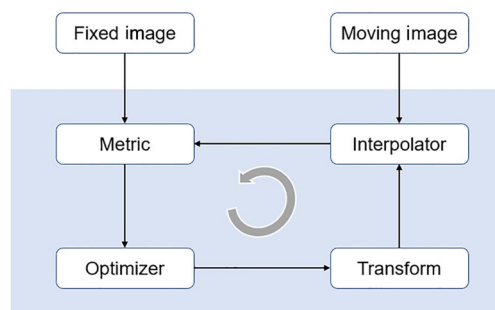 Fixed image
Moving image
Metric
Interpolator
Optimizer
Transform